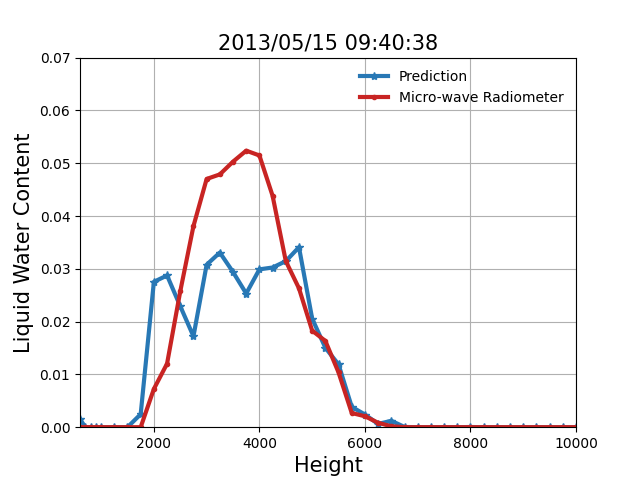 2013/05/15 09:40:38
Prediction
Micro-wave Radiometer
Liquid Water Content
0.07
0.06
0.05
0.04
0.03
0.02
0.01
0.00
2000 4000 6000 8000 10000
Height